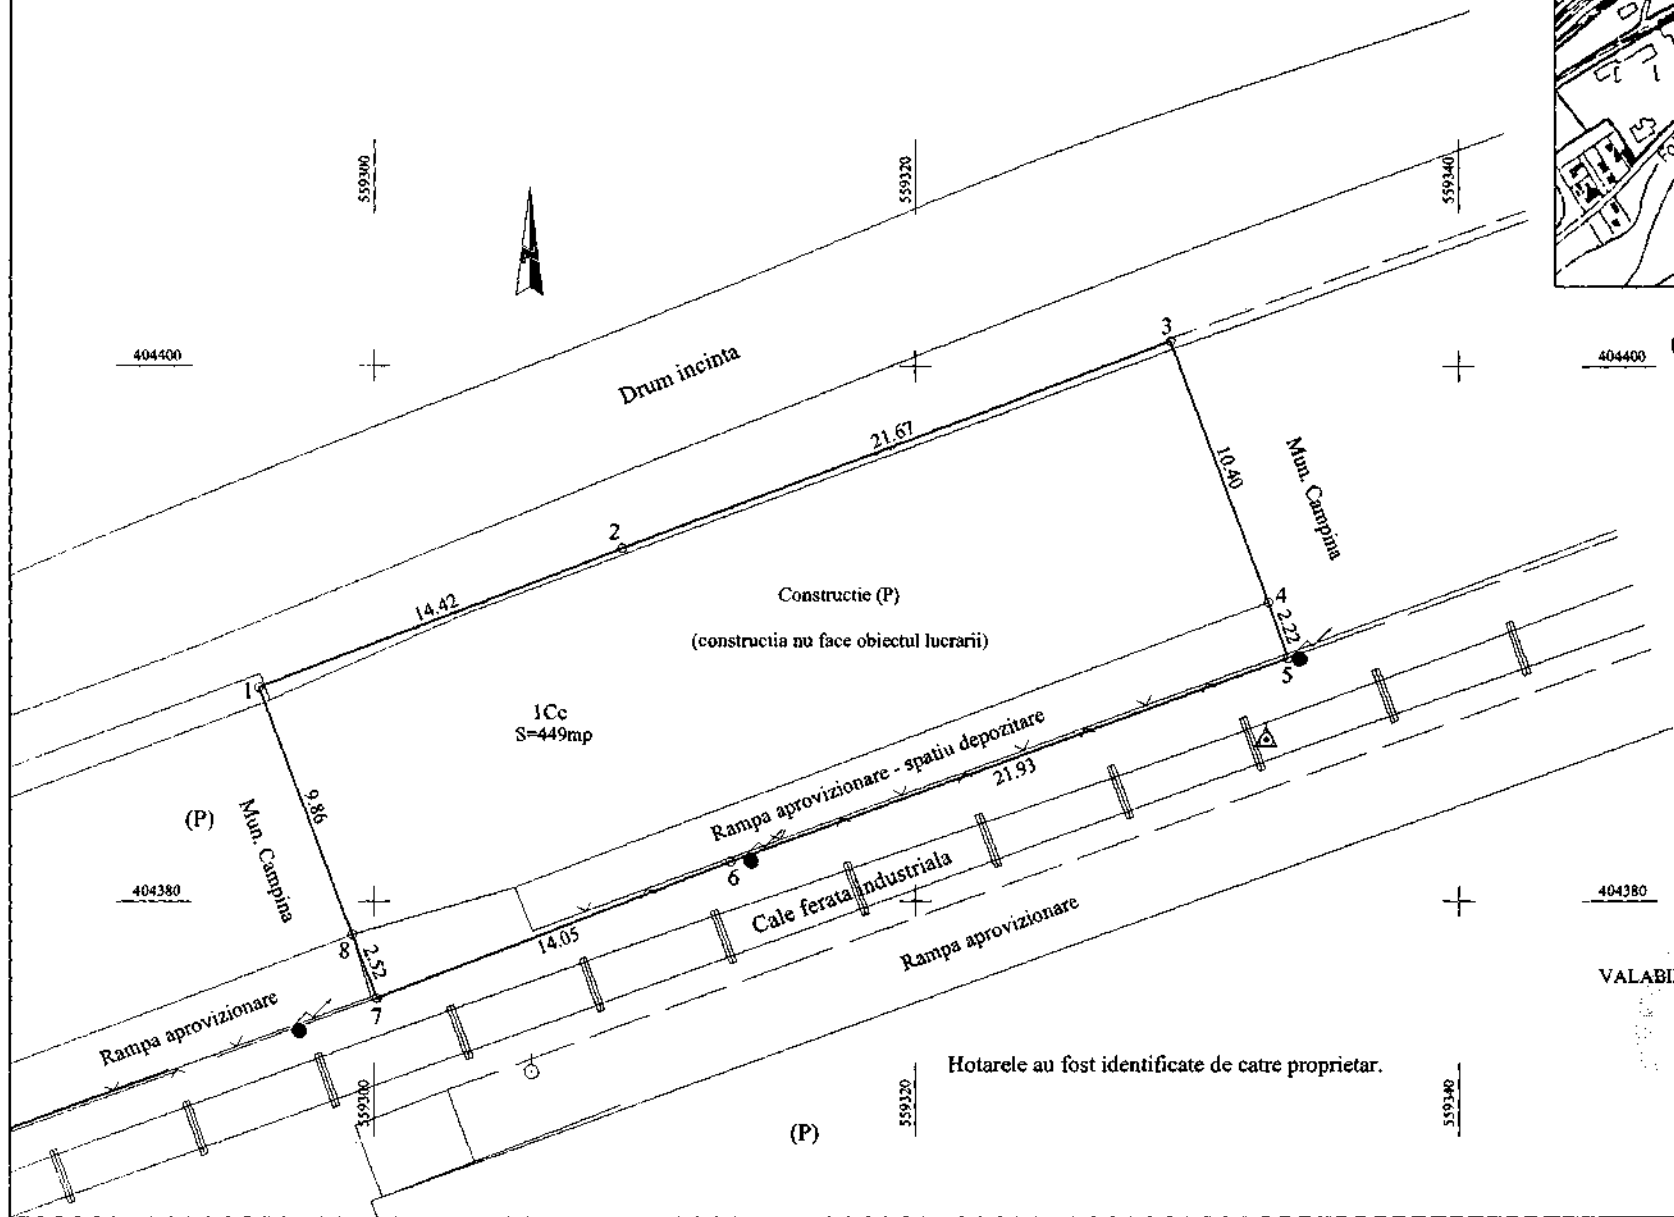 559300
559320
559340
404400
404400
3
Drum incinta
21.67
10.40
Mun. Campina
2
14.42
Constructie (P)
(constructia nu face obiectul lucrarii)
4
2.22
5
1
1Cc
S=449mp
Rampa aprovizionare - spatiu depozitare
21.93
9.86
(P)
Mun. Campina
6
404380
404380
Cale ferata industriala
14.05
Rampa aprovizionare
8
2.52
7
Rampa aprovizionare
VALABI
Hotarele au fost identificate de catre proprietar.
559300
559320
559340
(P)